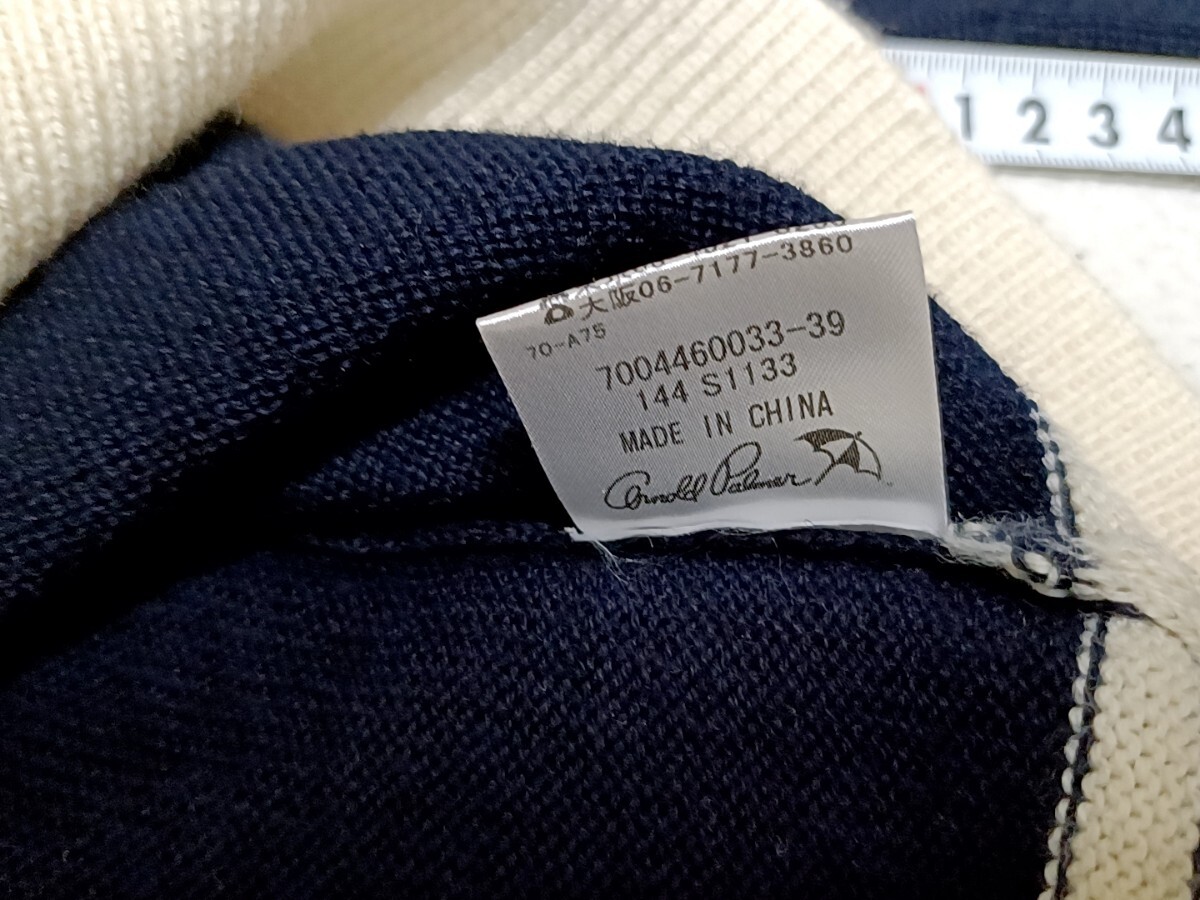 1 2 3 4
大阪06-7177-3860
70-A75
7004460033-39
144 S1133
MADE IN CHINA
Arnold Palmer